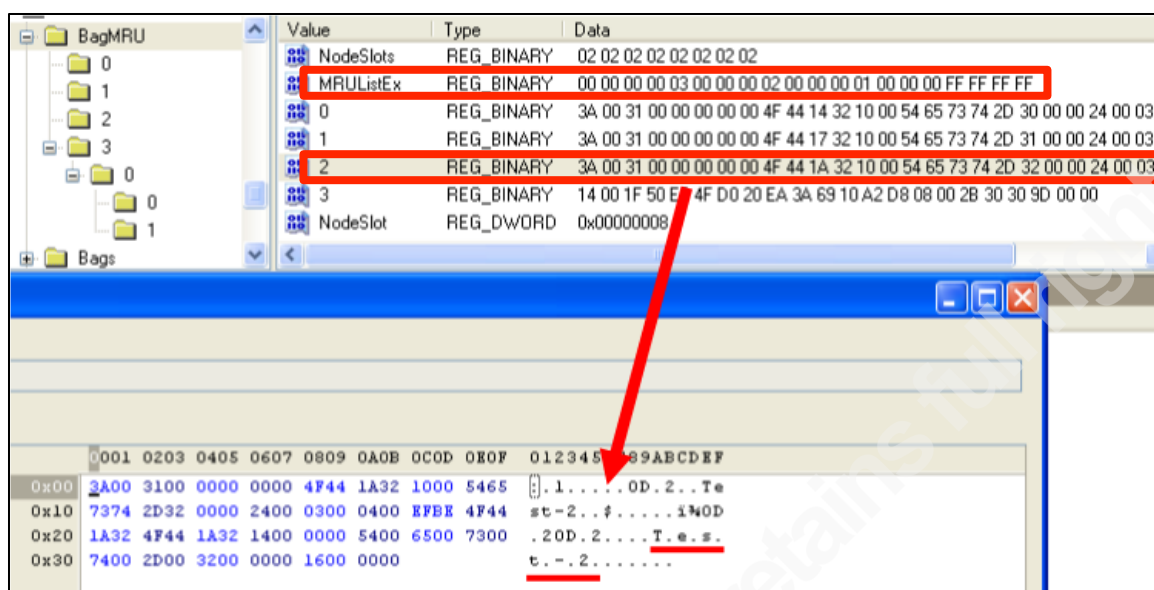 BagMRU
0
1
2
3
0
0
1
Bags
Value Type Data
NodeSlots REG_BINARY 02 02 02 02 02 02 02 02
MRUListEx REG_BINARY 00 00 00 00 03 00 00 00 02 00 00 00 01 00 00 00 FF FF FF FF
0 REG_BINARY 3A 00 31 00 00 00 00 00 4F 44 14 32 10 00 54 65 73 74 2D 30 00 00 24 00 03
1 REG_BINARY 3A 00 31 00 00 00 00 00 4F 44 17 32 10 00 54 65 73 74 2D 31 00 00 24 00 03
2 REG_BINARY 3A 00 31 00 00 00 00 00 4F 44 1A 32 10 00 54 65 73 74 2D 32 00 00 24 00 03
3 REG_BINARY 14 00 1F 50 4F D0 20 EA 3A 69 10 A2 D8 08 00 2B 30 30 9D 00 00
NodeSlot REG_DWORD 0x00000008
0001 0203 0405 0607 0809 0A0B 0C0D 0E0F 012345 89ABCDEF
0x00 3A00 3100 0000 0000 4F44 1A32 1000 5465 :.1.....OD.2..Te
0x10 7374 2D32 0000 2400 0300 0400 EFBE 4F44 st-2..$.....ï¾OD
0x20 1A32 4F44 1A32 1400 0000 5400 6500 7300 .2OD.2....T.e.s.
0x30 7400 2D00 3200 0000 1600 0000 t.-.2.......
tains full righ